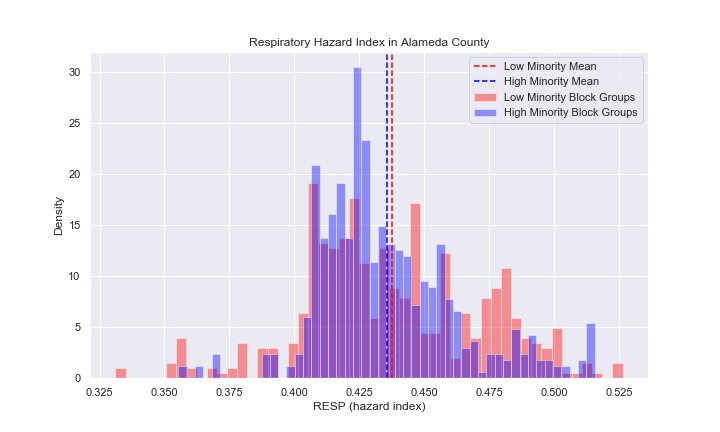 Respiratory Hazard Index in Alameda County
Low Minority Mean
High Minority Mean
Low Minority Block Groups
High Minority Block Groups
Density
30
25
20
15
10
5
0
0.325 0.350 0.375 0.400 0.425 0.450 0.475 0.500 0.525
RESP (hazard index)